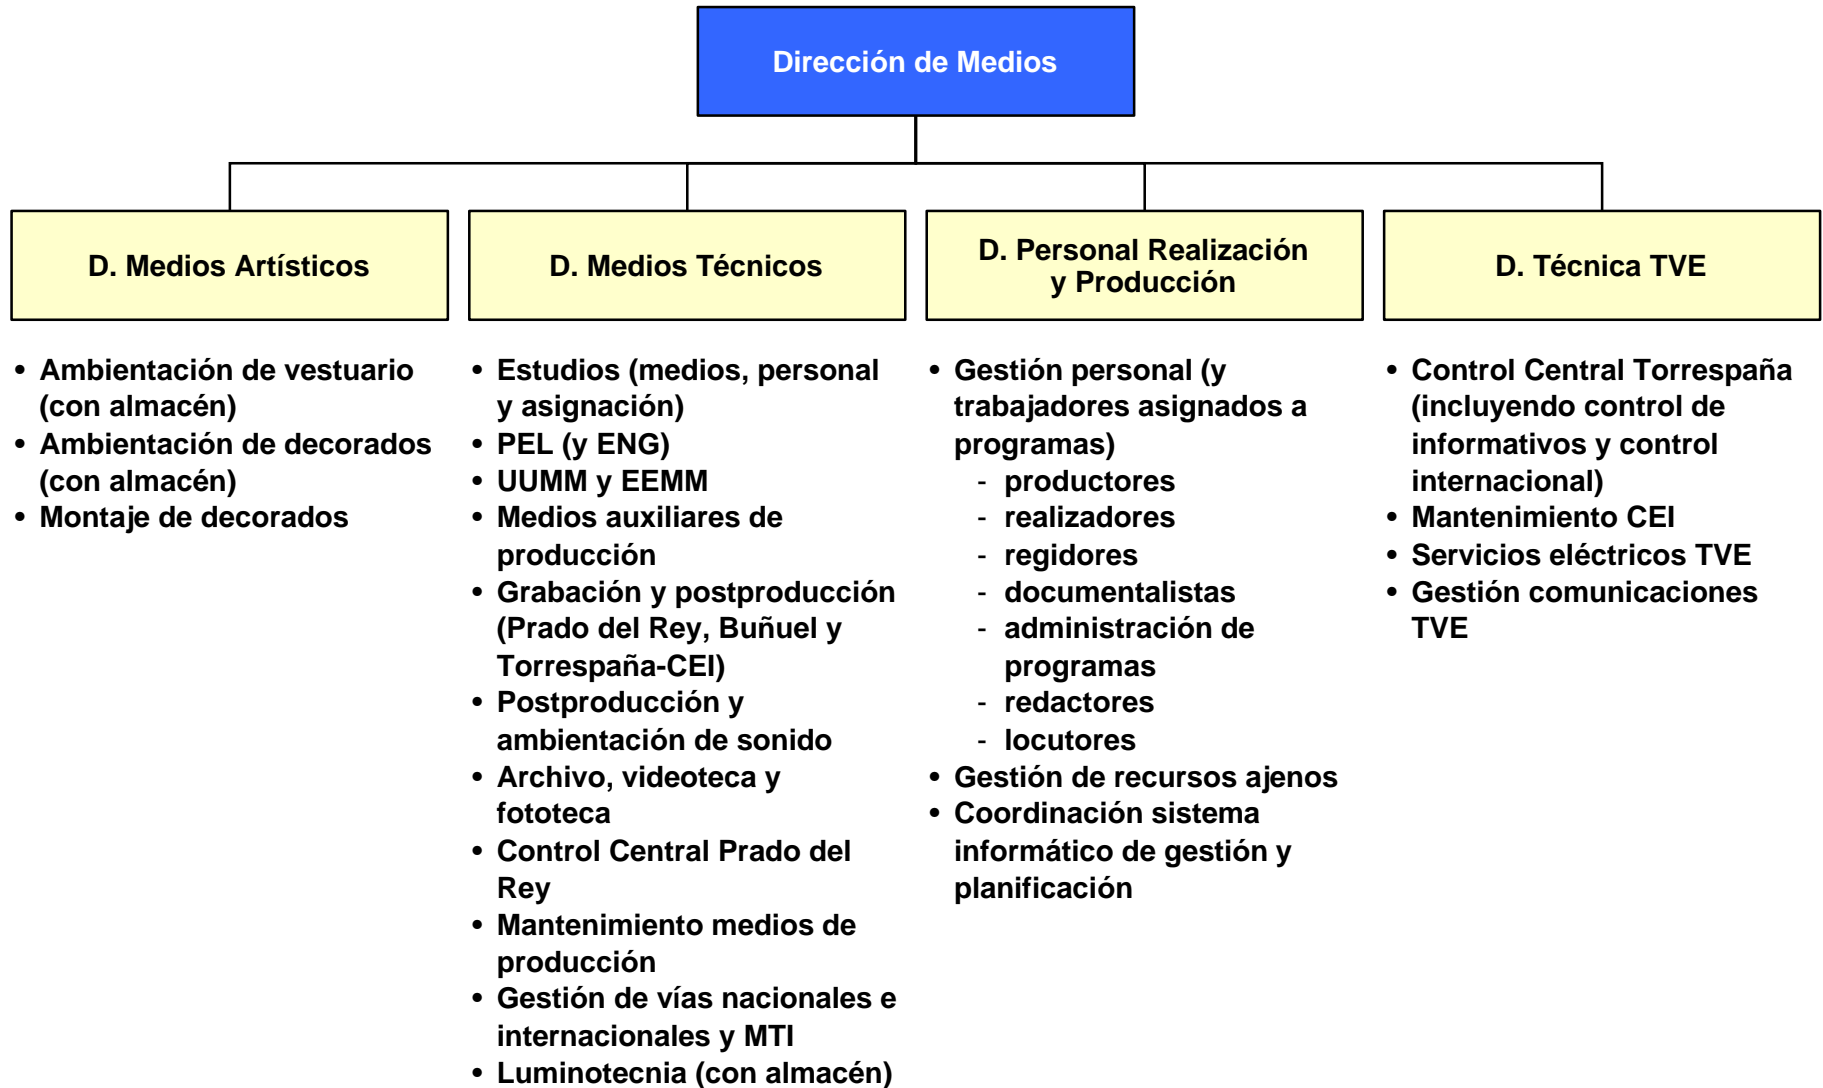 Dirección de Medios
D. Medios Artísticos
• Ambientación de vestuario
(con almacén)
• Ambientación de decorados
(con almacén)
• Montaje de decorados
D. Medios Técnicos
• Estudios (medios, personal
y asignación)
• PEL (y ENG)
• UUMM y EEMM
• Medios auxiliares de
producción
• Grabación y postproducción
(Prado del Rey, Buñuel y
Torrespaña-CEI)
• Postproducción y
ambientación de sonido
• Archivo, videoteca y
fototeca
• Control Central Prado del
Rey
• Mantenimiento medios de
producción
• Gestión de vías nacionales e
internacionales y MTI
• Luminotecnia (con almacén)
D. Personal Realización
y Producción
• Gestión personal (y
trabajadores asignados a
programas)
- productores
- realizadores
- regidores
- documentalistas
- administración de
programas
- redactores
- locutores
• Gestión de recursos ajenos
• Coordinación sistema
informático de gestión y
planificación
D. Técnica TVE
• Control Central Torrespaña
(incluyendo control de
informativos y control
internacional)
• Mantenimiento CEI
• Servicios eléctricos TVE
• Gestión comunicaciones
TVE